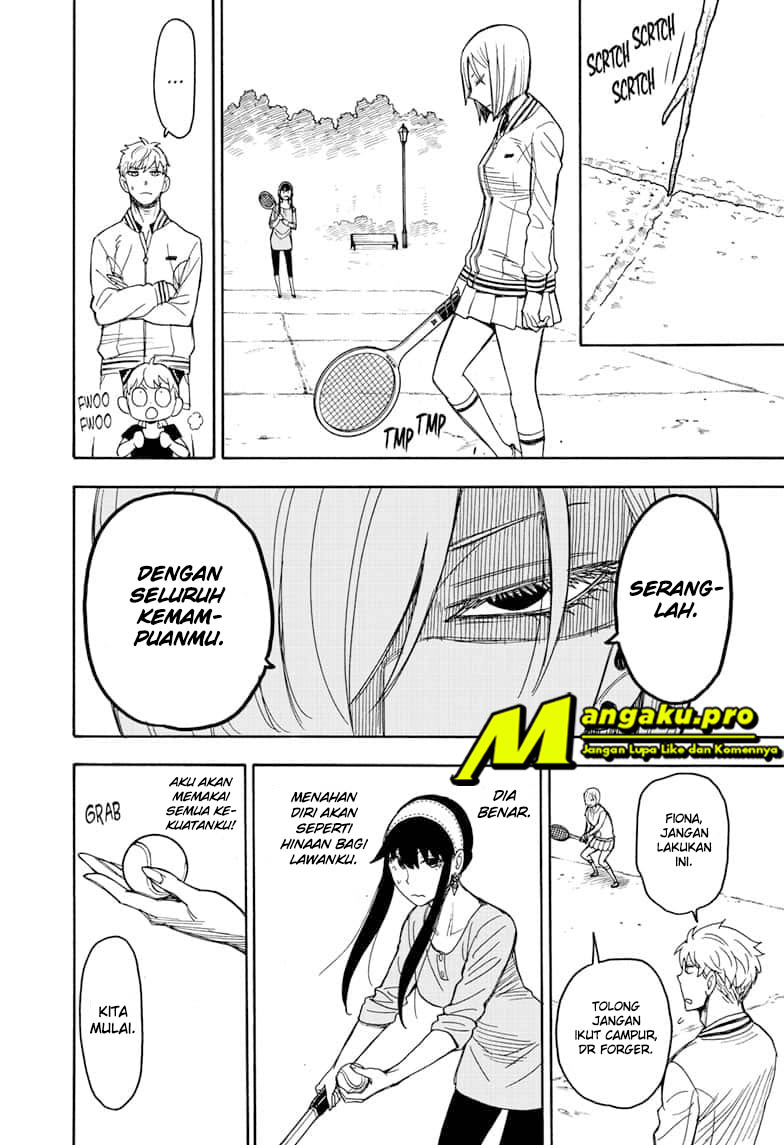 SCRTCH SCRTCH
SCRTCH
TMP TMP
...
FWOO
FWOO
SERANG-
LAH.
DENGAN
SELURUH
KEMAM-
PUANMU.
Mangaku.pro
Jangan Lupa Like dan Komennya
FIONA,
JANGAN
LAKUKAN
INI.
TOLONG
JANGAN
IKUT CAMPUR,
DR FORGER.
DIA
BENAR.
MENAHAN
DIRI AKAN
SEPERTI
HINAAN BAGI
LAWANKU.
AKU AKAN
MEMAKAI
SEMUA KE-
KUATANKU!
GRAB
KITA
MULAI.